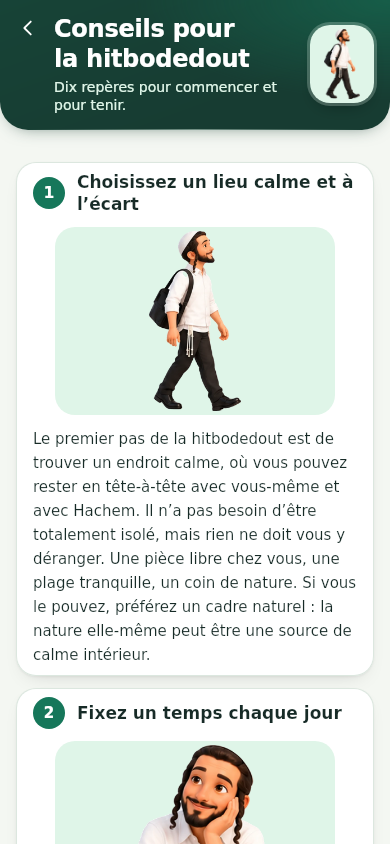 Conseils pour
la hitbodedout
Dix repères pour commencer et
pour tenir.
1
Choisissez un lieu calme et à
l’écart
Le premier pas de la hitbodedout est de
trouver un endroit calme, où vous pouvez
rester en tête-à-tête avec vous-même et
avec Hachem. Il n’a pas besoin d’être
totalement isolé, mais rien ne doit vous y
déranger. Une pièce libre chez vous, une
plage tranquille, un coin de nature. Si vous
le pouvez, préférez un cadre naturel : la
nature elle-même peut être une source de
calme intérieur.
2
Fixez un temps chaque jour